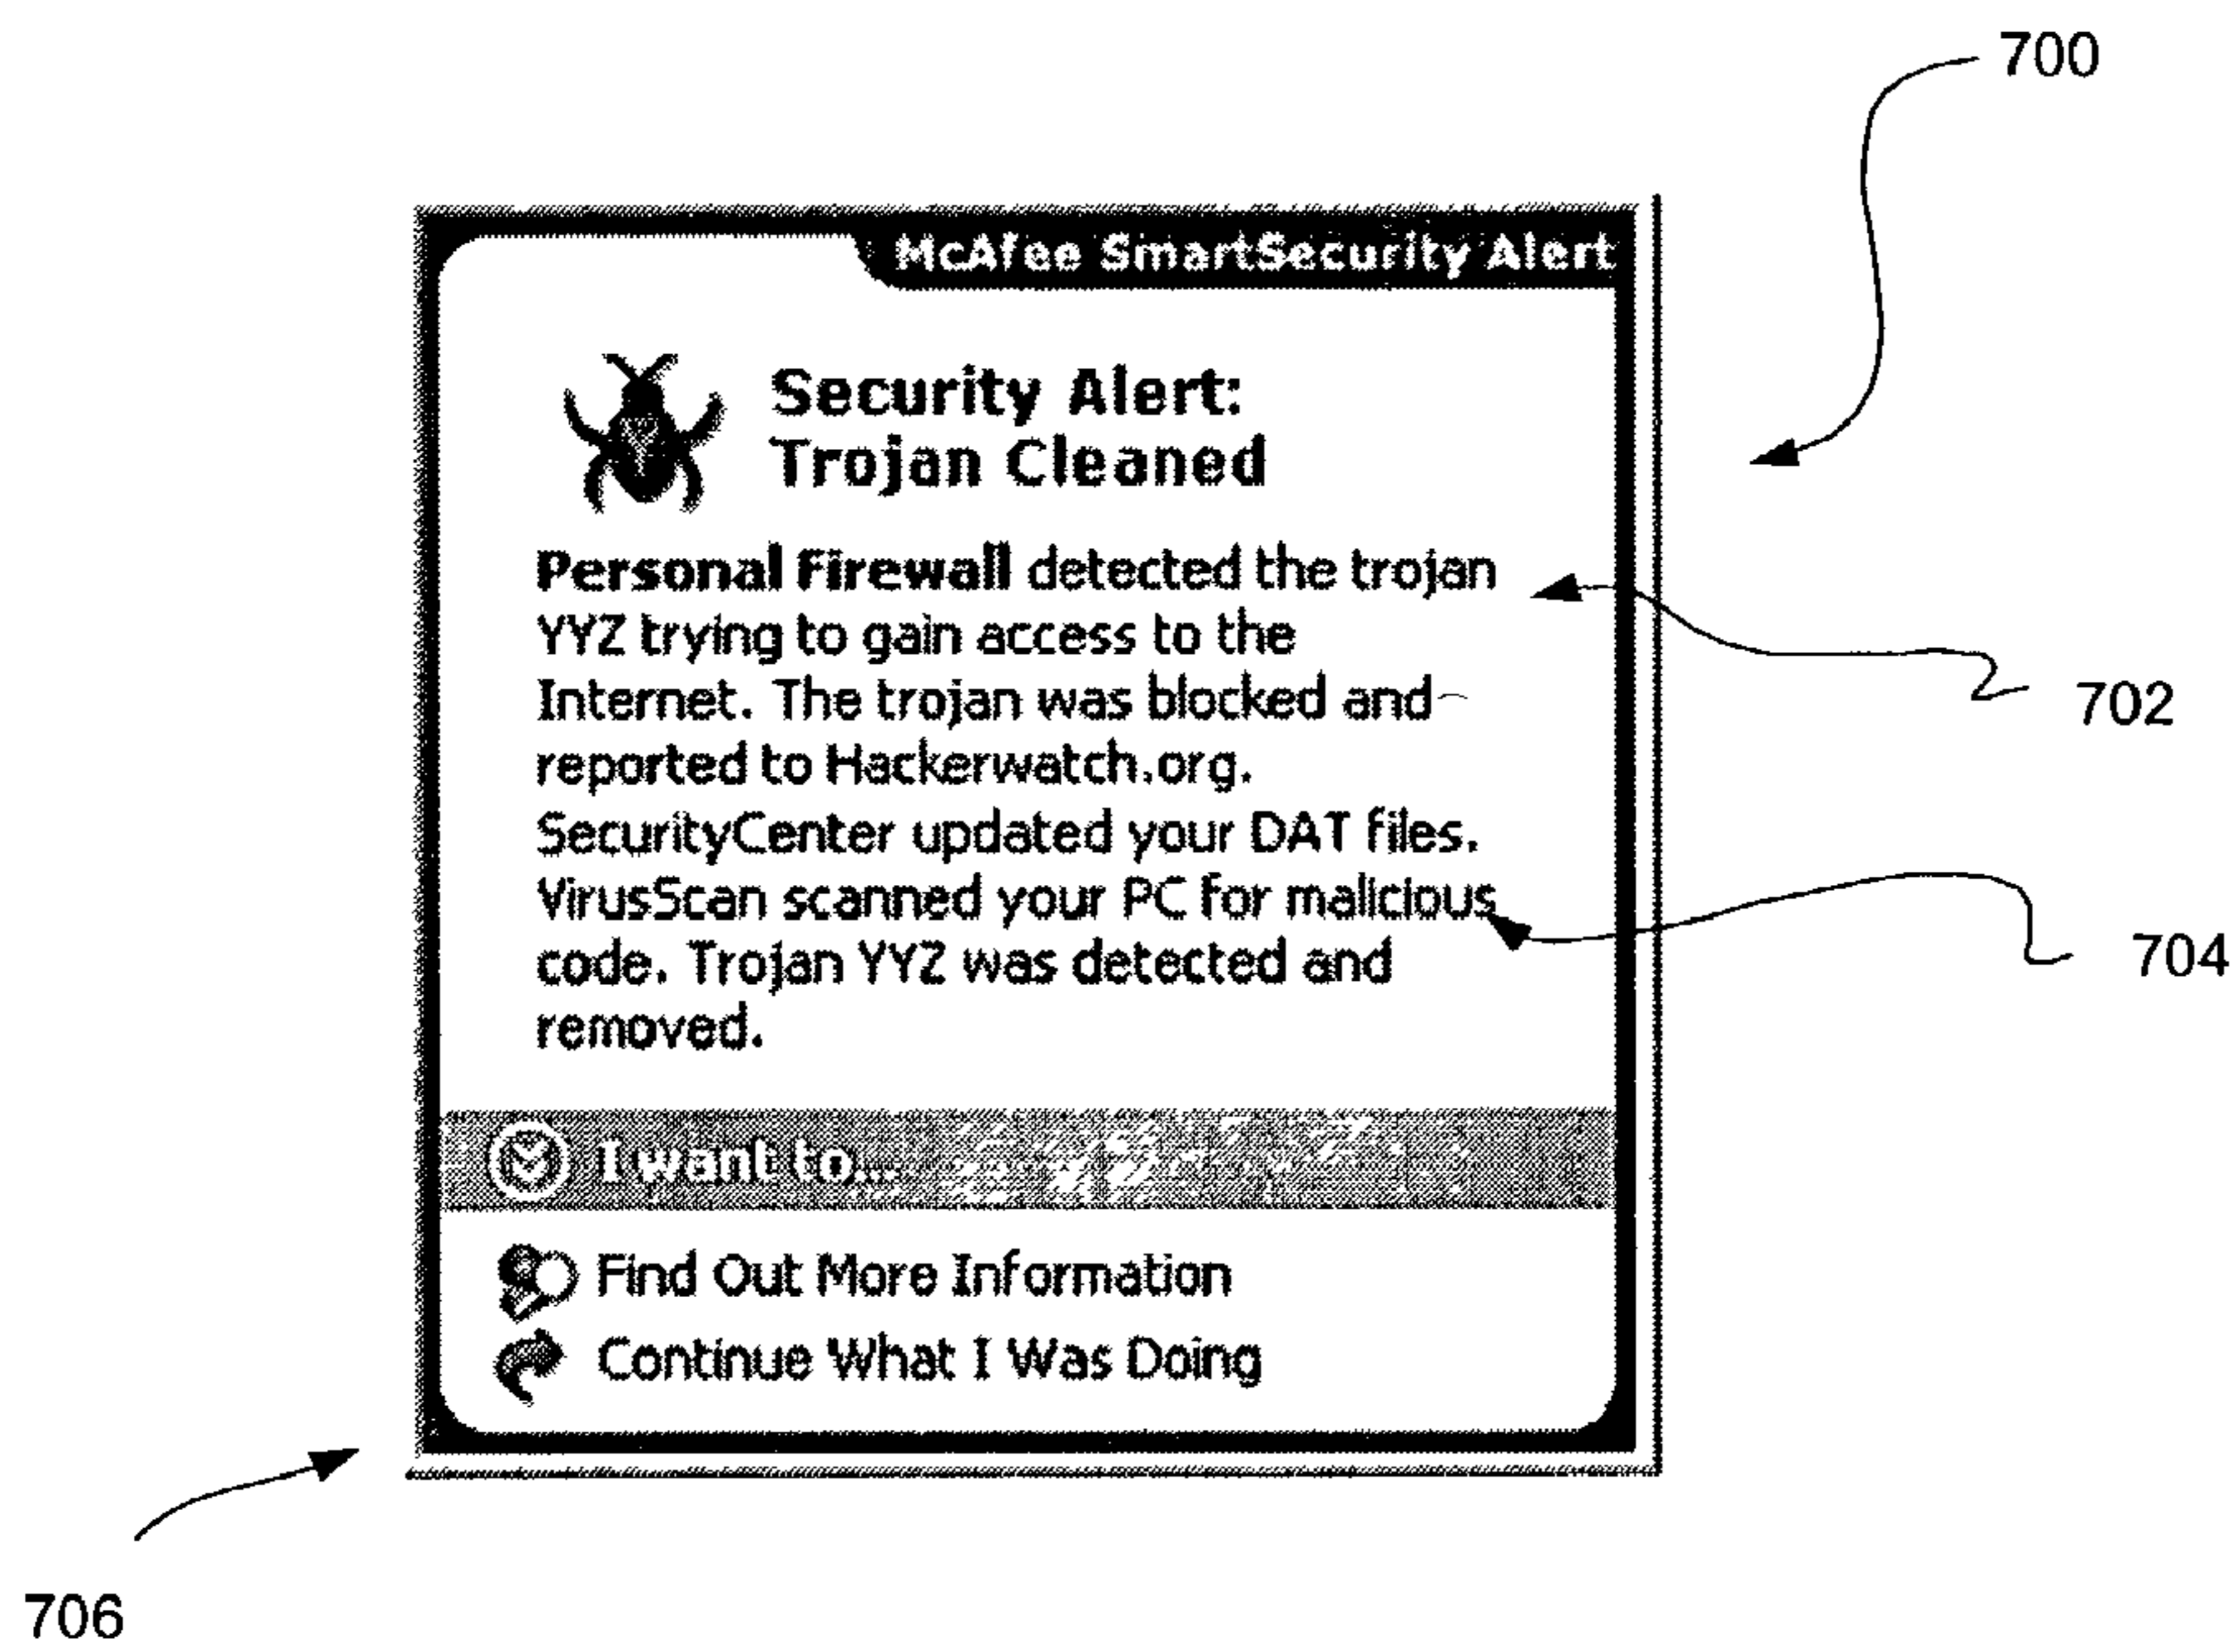 700
McAfee SmartSecurity Alert
Security Alert:
Trojan Cleaned
Personal Firewall detected the trojan
YYZ trying to gain access to the
Internet. The trojan was blocked and
702
reported to Hackerwatch.org.
SecurityCenter updated your DAT files.
VirusScan scanned your PC for malicious
704
code. Trojan YYZ was detected and
removed.
I want to...
Find Out More Information
Continue What I Was Doing
706